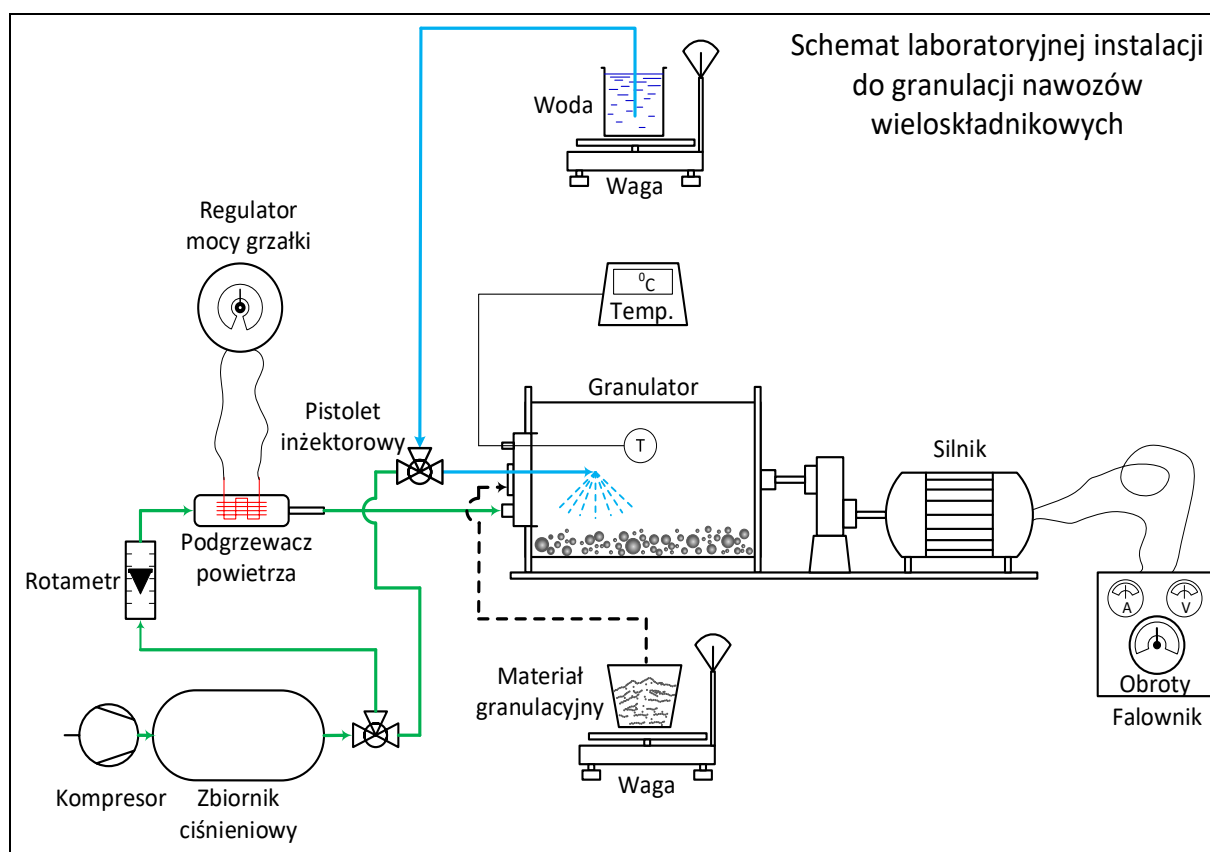 Schemat laboratoryjnej instalacji
do granulacji nawozów
wieloskładnikowych
Woda
Waga
Regulator
mocy grzałki
⁰C
Temp.
Granulator
Pistolet
inżektorowy
T
Silnik
Podgrzewacz
powietrza
Rotametr
A
V
Obroty
Falownik
Materiał
granulacyjny
Waga
Kompresor
Zbiornik
ciśnieniowy